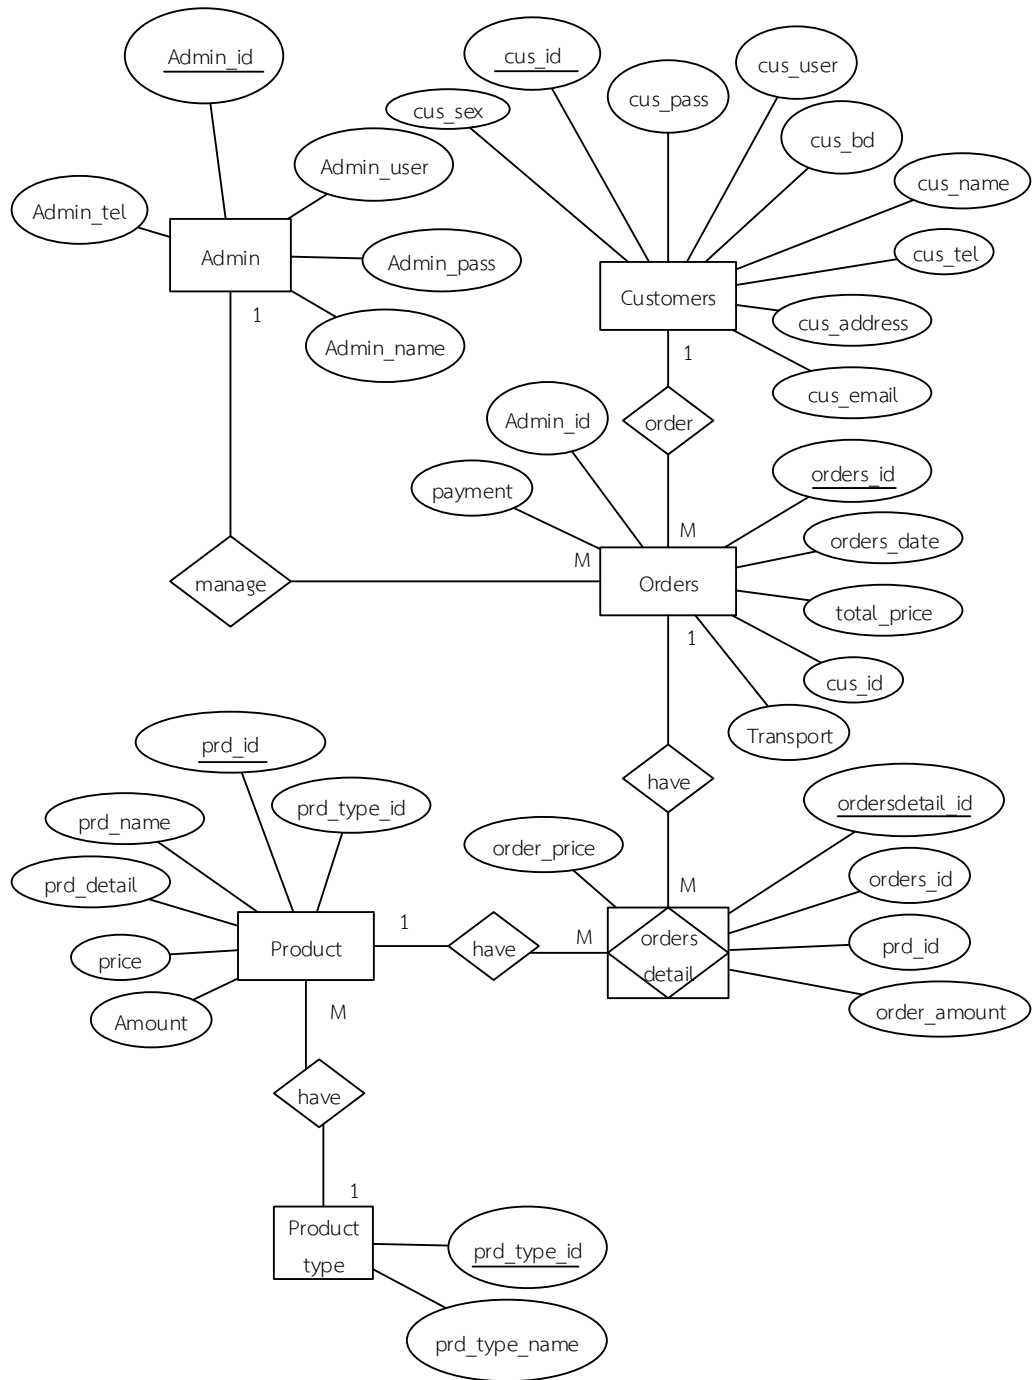 Admin_id
cus_id
cus_user
cus_pass
cus_sex
cus_bd
Admin_user
cus_name
Admin_tel
cus_tel
Admin
Admin_pass
Customers
1
cus_address
Admin_name
1
cus_email
Admin_id
order
orders_id
payment
M
orders_date
M
manage
Orders
total_price
1
cus_id
Transport
prd_id
have
prd_type_id
ordersdetail_id
prd_name
order_price
orders_id
prd_detail
M
1
M
orders
detail
prd_id
Product
have
price
order_amount
Amount
M
have
1
Product
type
prd_type_id
prd_type_name